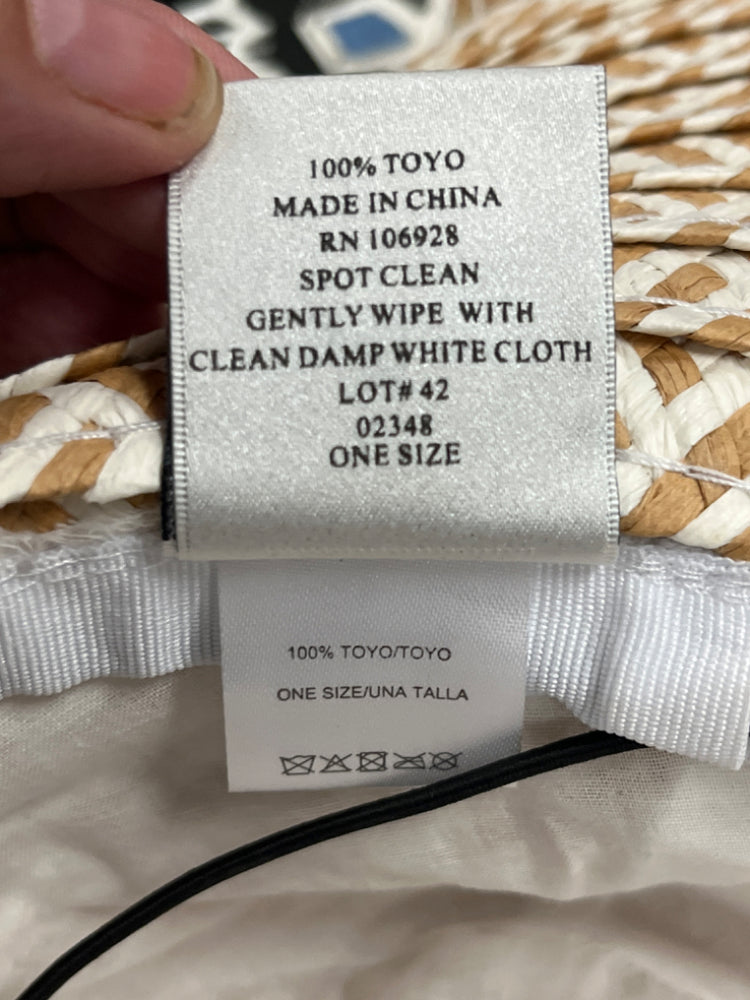 100% TOYO
MADE IN CHINA
RN 106928
SPOT CLEAN
GENTLY WIPE WITH
CLEAN DAMP WHITE CLOTH
LOT# 42
02348
ONE SIZE
100% TOYO/TOYO
ONE SIZE/UNA TALLA